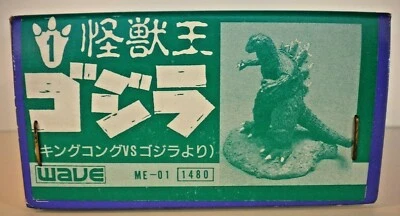 1 怪獣王
ゴジラ
(キングコングVSゴジラより)
WAVE ME-01 1480